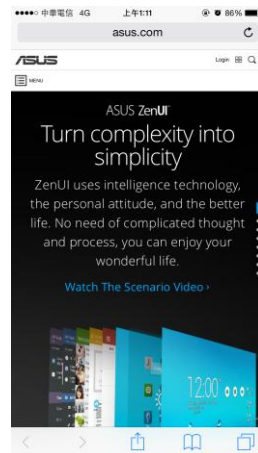 中華電信 4G 上午1:11 86%
asus.com
ASUS Login
MENU
ASUS ZenUI
Turn complexity into
simplicity
ZenUI uses intelligence technology,
the personal attitude, and the better
life. No need of complicated thought
and process, you can enjoy your
wonderful life.
Watch The Scenario Video ›
12:00